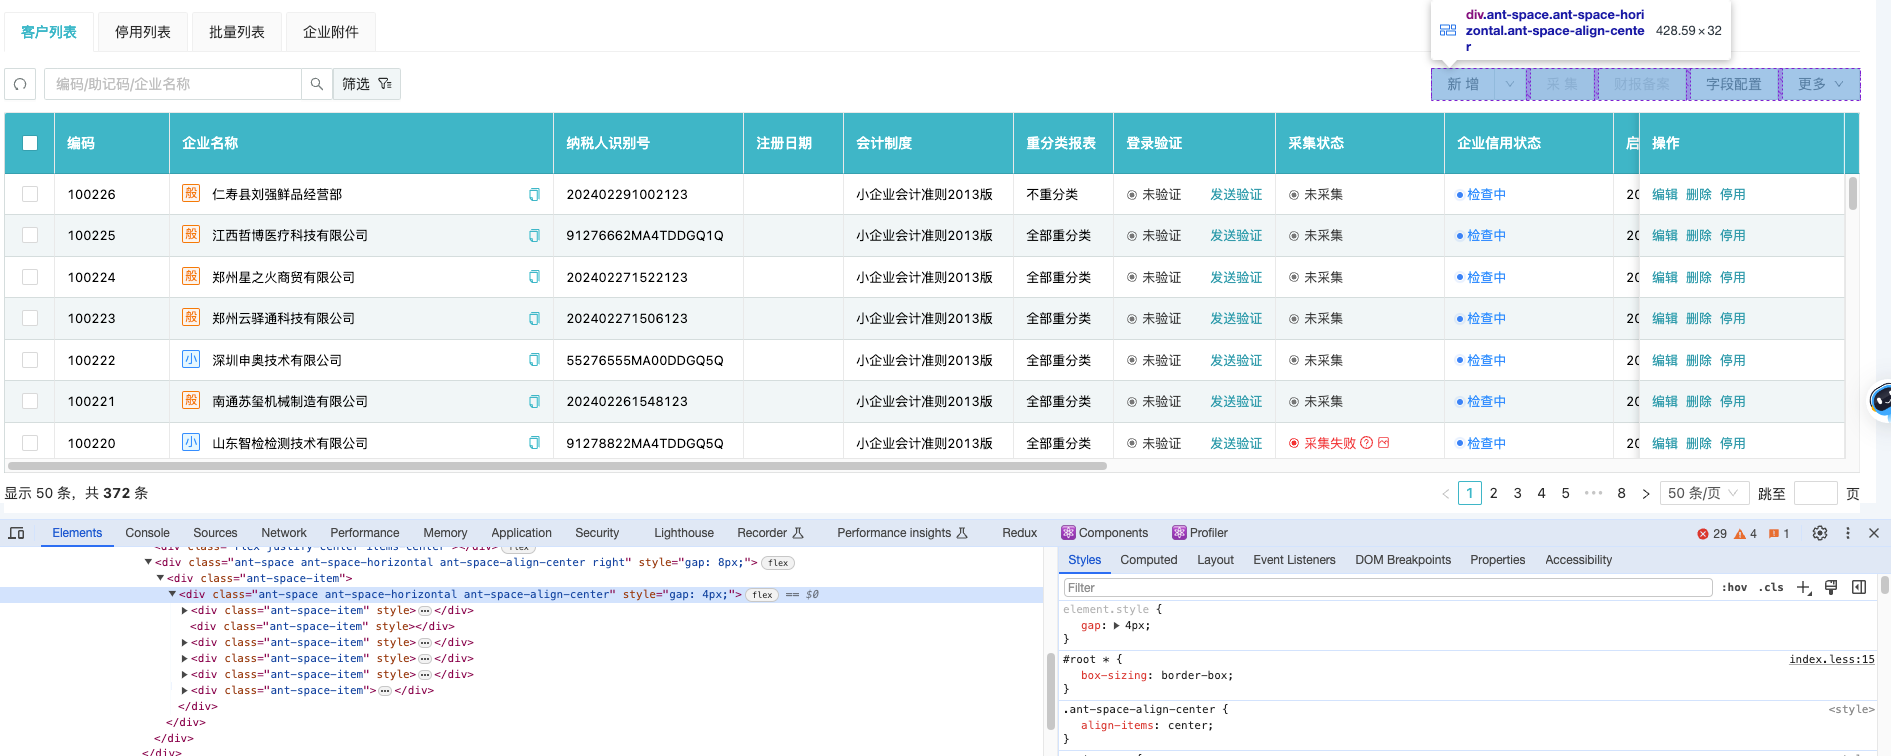 客户列表 停用列表 批量列表 企业附件
div.ant-space.ant-space-horizontal.ant-space-align-center 428.59×32
编码/助记码/企业名称 筛选 新增 采集 财报备案 字段配置 更多
编码 企业名称 纳税人识别号 注册日期 会计制度 重分类报表 登录验证 采集状态 企业信用状态 启 操作
100226 般 仁寿县刘强鲜品经营部 202402291002123 小企业会计准则2013版 不重分类 未验证 发送验证 未采集 检查中 20 编辑 删除 停用
100225 般 江西哲博医疗科技有限公司 91276662MA4TDDGQ1Q 小企业会计准则2013版 全部重分类 未验证 发送验证 未采集 检查中 20 编辑 删除 停用
100224 般 郑州星之火商贸有限公司 202402271522123 小企业会计准则2013版 全部重分类 未验证 发送验证 未采集 检查中 20 编辑 删除 停用
100223 般 郑州云驿通科技有限公司 202402271506123 小企业会计准则2013版 全部重分类 未验证 发送验证 未采集 检查中 20 编辑 删除 停用
100222 小 深圳申奥技术有限公司 55276555MA00DDGQ5Q 小企业会计准则2013版 全部重分类 未验证 发送验证 未采集 检查中 20 编辑 删除 停用
100221 般 南通苏玺机械制造有限公司 202402261548123 小企业会计准则2013版 全部重分类 未验证 发送验证 未采集 检查中 20 编辑 删除 停用
100220 小 山东智检检测技术有限公司 91278822MA4TDDGQ5Q 小企业会计准则2013版 全部重分类 未验证 发送验证 采集失败 检查中 20 编辑 删除 停用
显示 50 条，共 372 条 < 1 2 3 4 5 ••• 8 > 50 条/页 跳至 页
Elements Console Sources Network Performance Memory Application Security Lighthouse Recorder Performance insights Redux Components Profiler 29 4 1
<div class="flex justify-center items-center"></div> flex
<div class="ant-space ant-space-horizontal ant-space-align-center right" style="gap: 8px;"> flex
<div class="ant-space-item">
<div class="ant-space ant-space-horizontal ant-space-align-center" style="gap: 4px;"> flex == $0
<div class="ant-space-item" style>…</div>
<div class="ant-space-item" style></div>
<div class="ant-space-item" style>…</div>
<div class="ant-space-item" style>…</div>
<div class="ant-space-item" style>…</div>
<div class="ant-space-item">…</div>
</div>
</div>
</div>
</div>
Styles Computed Layout Event Listeners DOM Breakpoints Properties Accessibility
Filter :hov .cls
element.style {
gap: 4px;
}
#root * { index.less:15
box-sizing: border-box;
}
.ant-space-align-center { <style>
align-items: center;
}